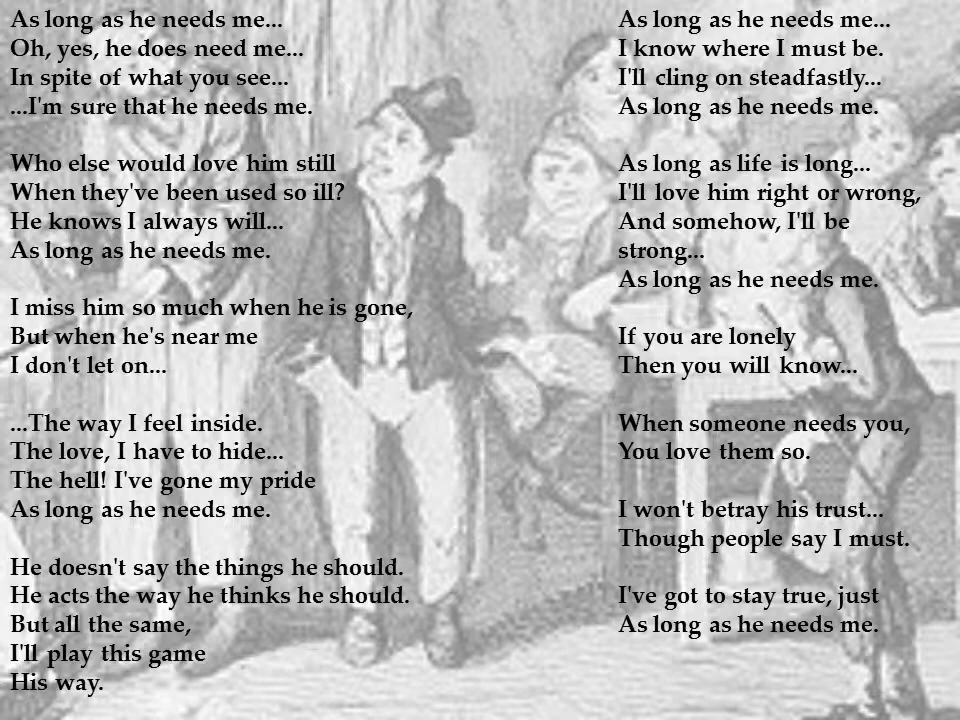 As long as he needs me...
Oh, yes, he does need me...
In spite of what you see...
...I'm sure that he needs me.

Who else would love him still
When they've been used so ill?
He knows I always will...
As long as he needs me.

I miss him so much when he is gone,
But when he's near me
I don't let on...

...The way I feel inside.
The love, I have to hide...
The hell! I've gone my pride
As long as he needs me.

He doesn't say the things he should.
He acts the way he thinks he should.
But all the same,
I'll play this game
His way.

As long as he needs me...
I know where I must be.
I'll cling on steadfastly...
As long as he needs me.

As long as life is long...
I'll love him right or wrong,
And somehow, I'll be
strong...
As long as he needs me.

If you are lonely
Then you will know...

When someone needs you,
You love them so.

I won't betray his trust...
Though people say I must.

I've got to stay true, just
As long as he needs me.